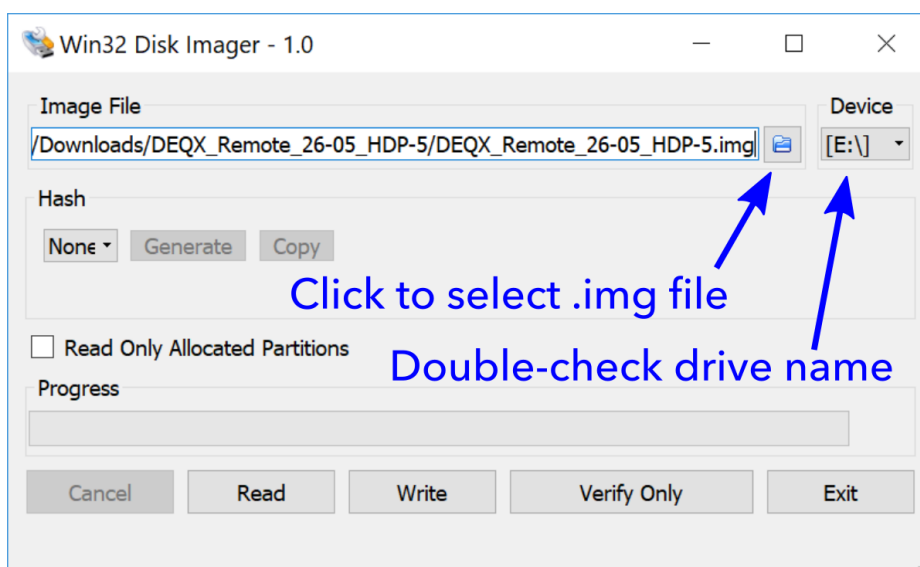 Win32 Disk Imager - 1.0
Image File
Device
/Downloads/DEQX_Remote_26-05_HDP-5/DEQX_Remote_26-05_HDP-5.img
[E:\]
Hash
None
Generate
Copy
Click to select .img file
Read Only Allocated Partitions
Double-check drive name
Progress
Cancel
Read
Write
Verify Only
Exit